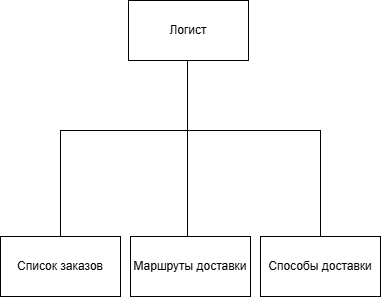 Логист
Список заказов
Маршруты доставки
Способы доставки